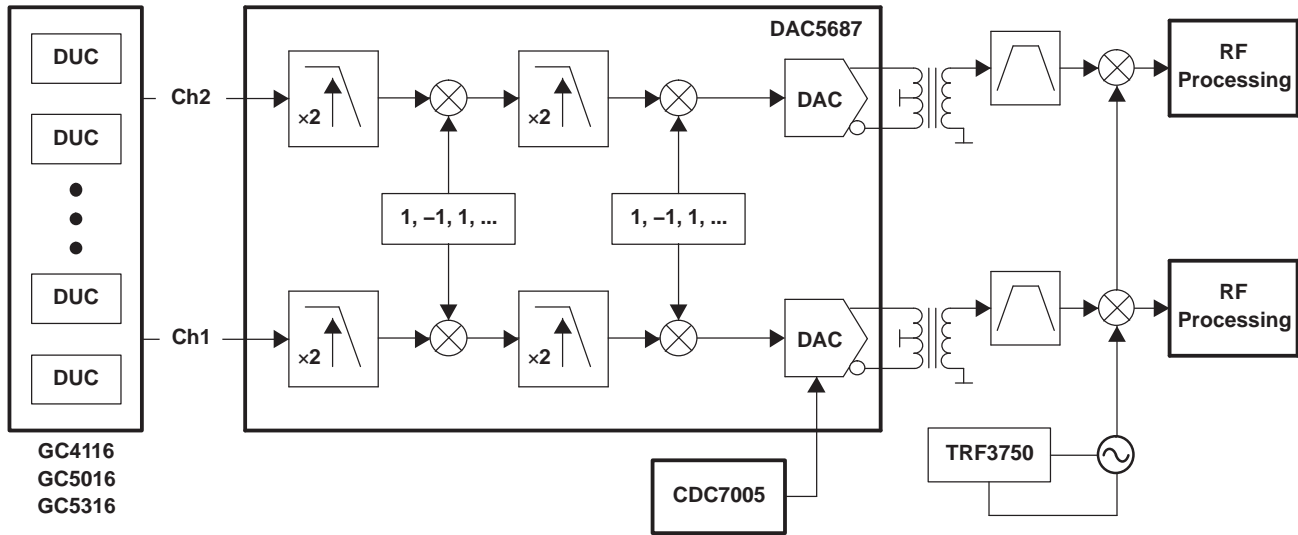 DAC5687
DUC
DUC
DUC
DUC
Ch2
Ch1
×2
×2
DAC
1, –1, 1, ...
1, –1, 1, ...
×2
×2
DAC
RF
Processing
RF
Processing
GC4116
GC5016
GC5316
CDC7005
TRF3750